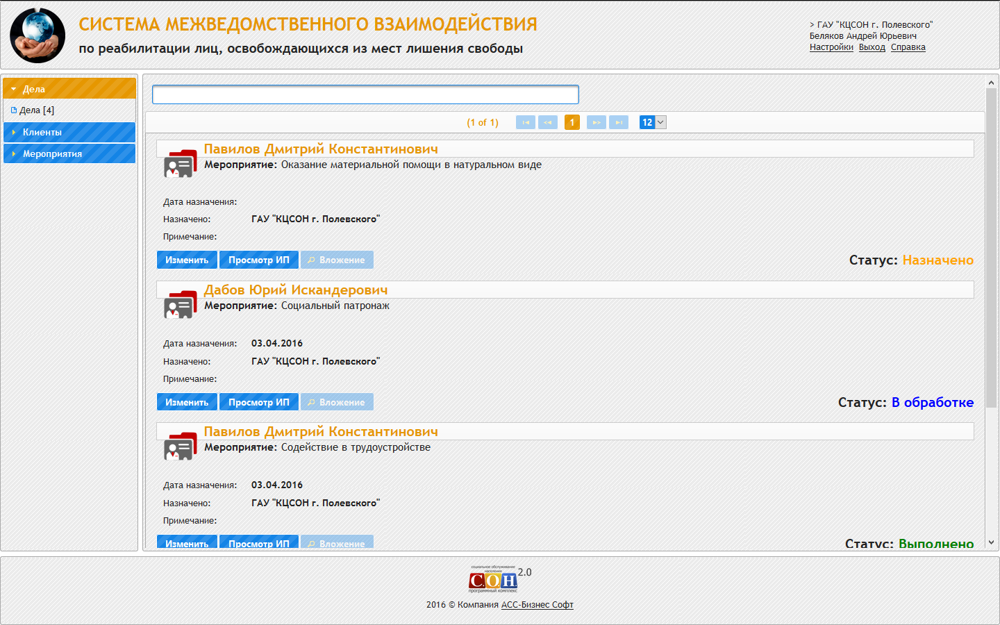 СИСТЕМА МЕЖВЕДОМСТВЕННОГО ВЗАИМОДЕЙСТВИЯ
по реабилитации лиц, освобождающихся из мест лишения свободы
> ГАУ "КЦСОН г. Полевского"
Беляков Андрей Юрьевич
Настройки Выход Справка
Дела
Дела [4]
Клиенты
Мероприятия
(1 of 1) 1 12
Павилов Дмитрий Константинович
Мероприятие: Оказание материальной помощи в натуральном виде
Дата назначения:
Назначено: ГАУ "КЦСОН г. Полевского"
Примечание:
Изменить Просмотр ИП Вложение Статус: Назначено
Дабов Юрий Искандерович
Мероприятие: Социальный патронаж
Дата назначения: 03.04.2016
Назначено: ГАУ "КЦСОН г. Полевского"
Примечание:
Изменить Просмотр ИП Вложение Статус: В обработке
Павилов Дмитрий Константинович
Мероприятие: Содействие в трудоустройстве
Дата назначения: 03.04.2016
Назначено: ГАУ "КЦСОН г. Полевского"
Примечание:
Изменить Просмотр ИП Вложение Статус: Выполнено
социальное обслуживание
населения
С.О.Н. 2.0
программный комплекс
2016 © Компания АСС-Бизнес Софт